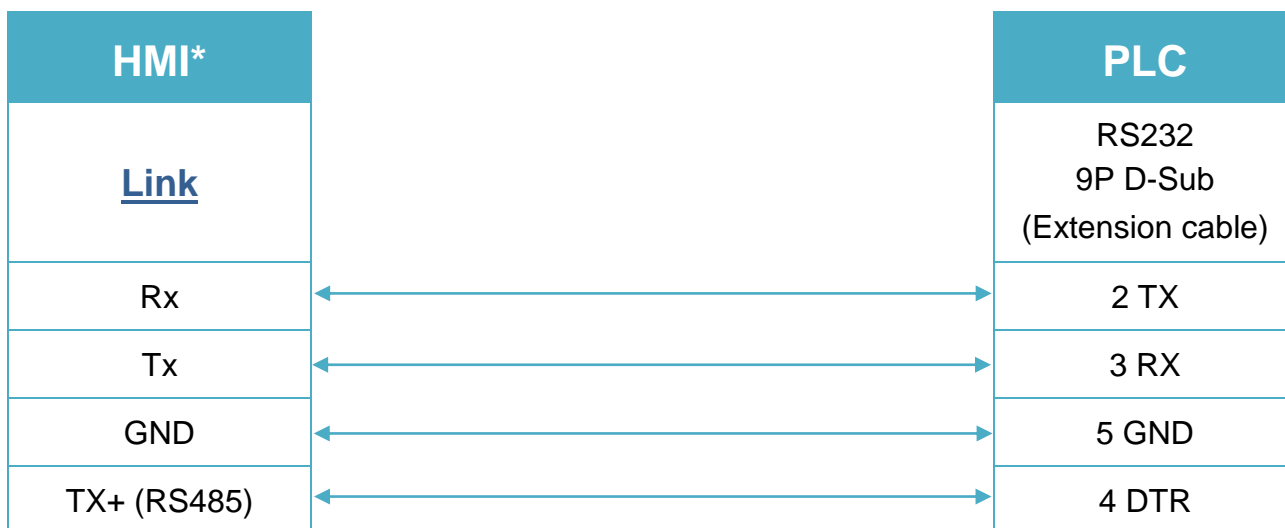 HMI* PLC
Link
RS232
9P D-Sub
(Extension cable)
Rx 2 TX
Tx 3 RX
GND 5 GND
TX+ (RS485) 4 DTR